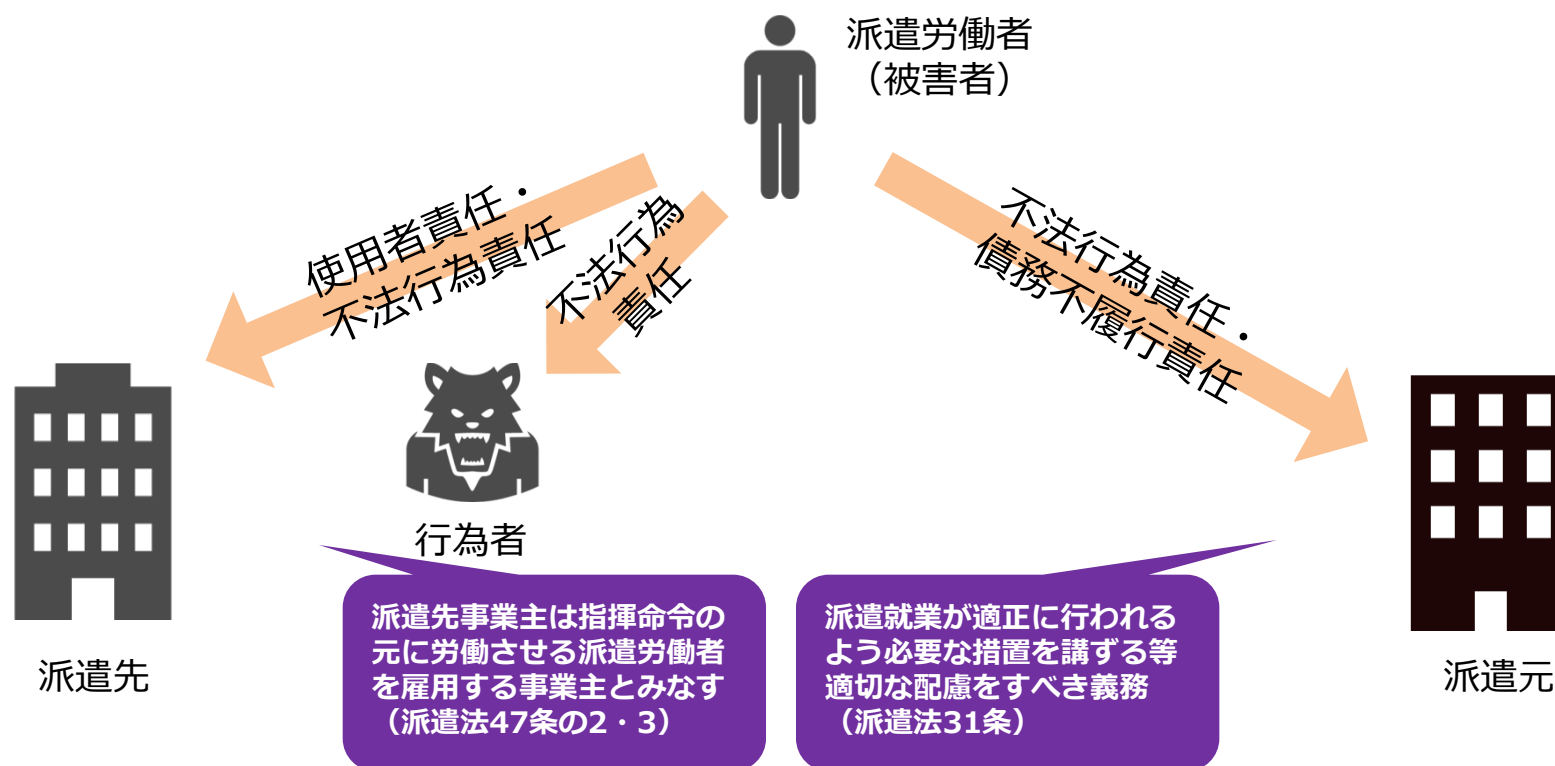 派遣労働者
（被害者）
使用者責任・
不法行為責任
不法行為
責任
不法行為責任・
債務不履行責任
行為者
派遣先
派遣元
派遣先事業主は指揮命令の
元に労働させる派遣労働者
を雇用する事業主とみなす
（派遣法47条の2・3）
派遣就業が適正に行われる
よう必要な措置を講ずる等
適切な配慮をすべき義務
（派遣法31条）